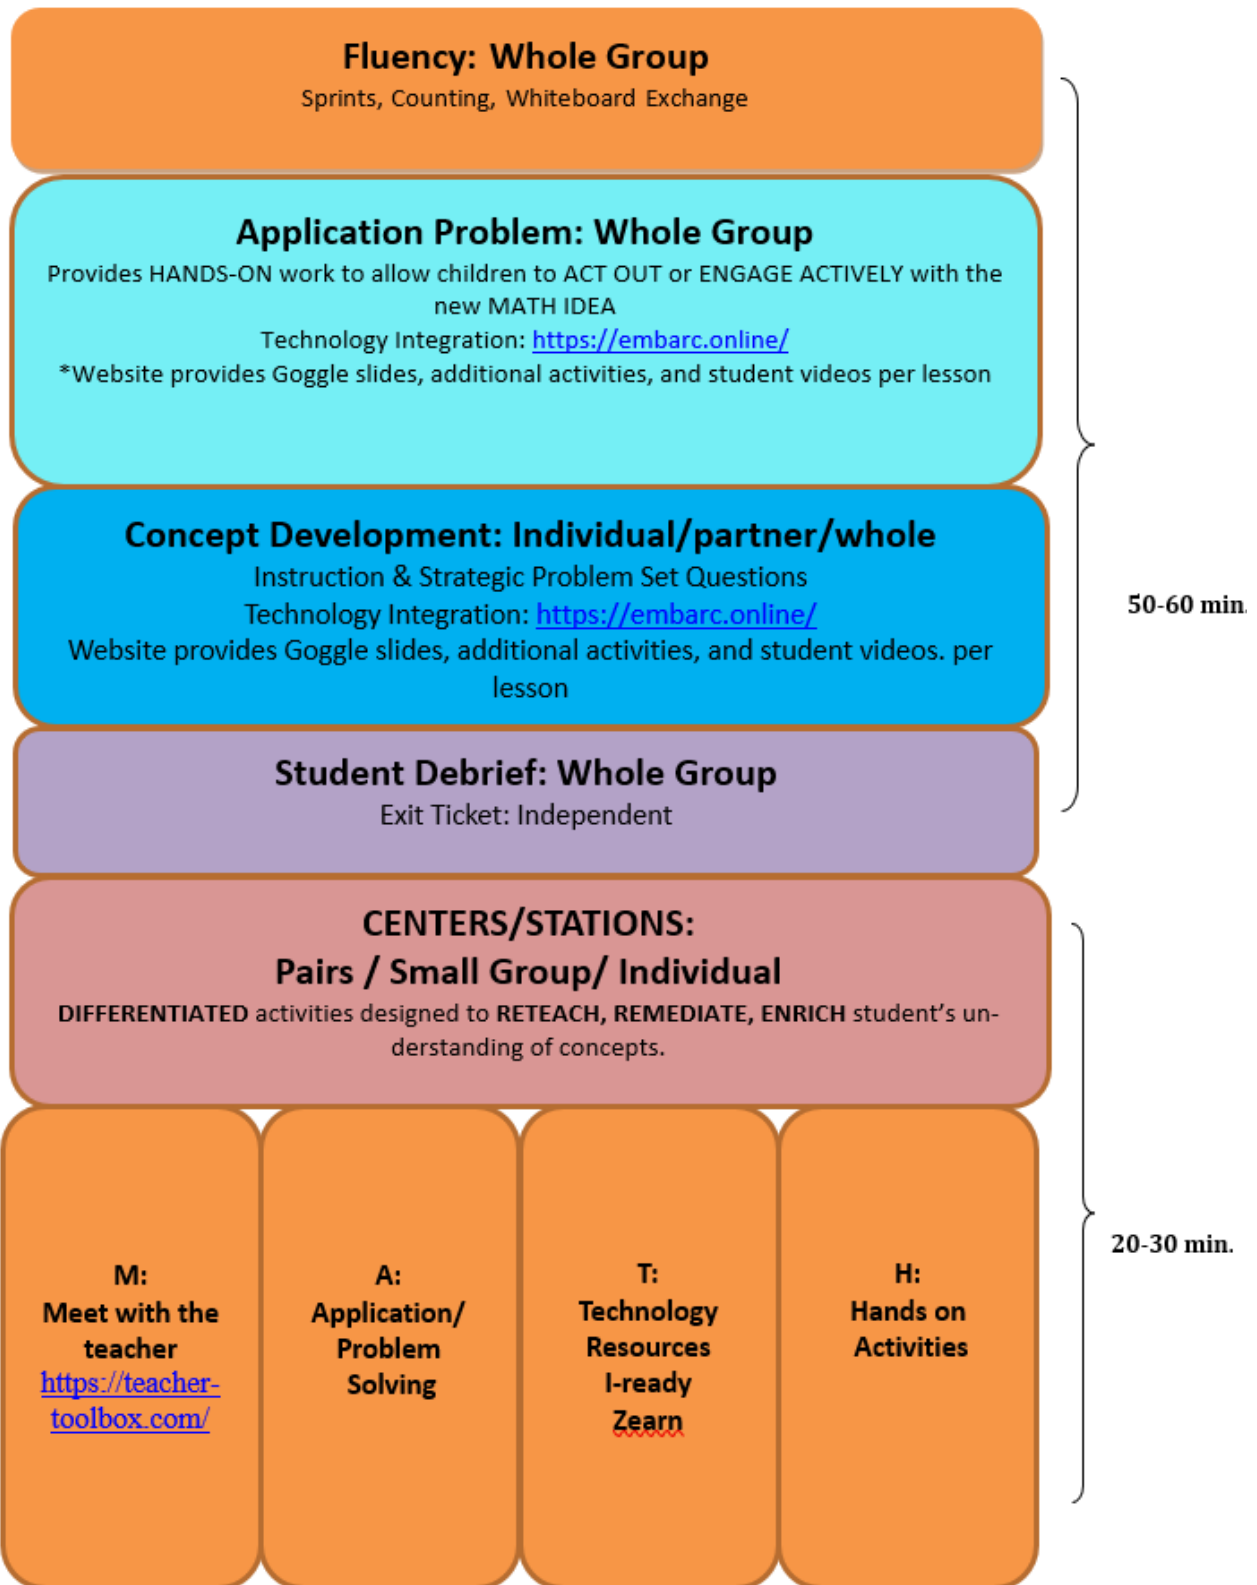 Fluency: Whole Group
Sprints, Counting, Whiteboard Exchange
Application Problem: Whole Group
Provides HANDS-ON work to allow children to ACT OUT or ENGAGE ACTIVELY with the
new MATH IDEA
Technology Integration: https://embarc.online/
*Website provides Goggle slides, additional activities, and student videos per lesson
Concept Development: Individual/partner/whole
Instruction & Strategic Problem Set Questions
Technology Integration: https://embarc.online/
Website provides Goggle slides, additional activities, and student videos. per
lesson
Student Debrief: Whole Group
Exit Ticket: Independent
50-60 min.
CENTERS/STATIONS:
Pairs / Small Group/ Individual
DIFFERENTIATED activities designed to RETEACH, REMEDIATE, ENRICH student’s un-
derstanding of concepts.
M:
Meet with the
teacher
https://teacher-
toolbox.com/
A:
Application/
Problem
Solving
T:
Technology
Resources
I-ready
Zearn
H:
Hands on
Activities
20-30 min.